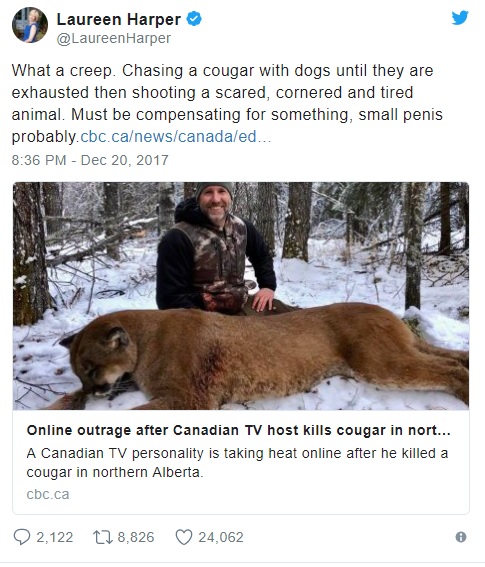 Laureen Harper
@LaureenHarper
What a creep. Chasing a cougar with dogs until they are
exhausted then shooting a scared, cornered and tired
animal. Must be compensating for something, small penis
probably.cbc.ca/news/canada/ed…
8:36 PM - Dec 20, 2017
Online outrage after Canadian TV host kills cougar in nort...
A Canadian TV personality is taking heat online after he killed a
cougar in northern Alberta.
cbc.ca
2,122 8,826 24,062